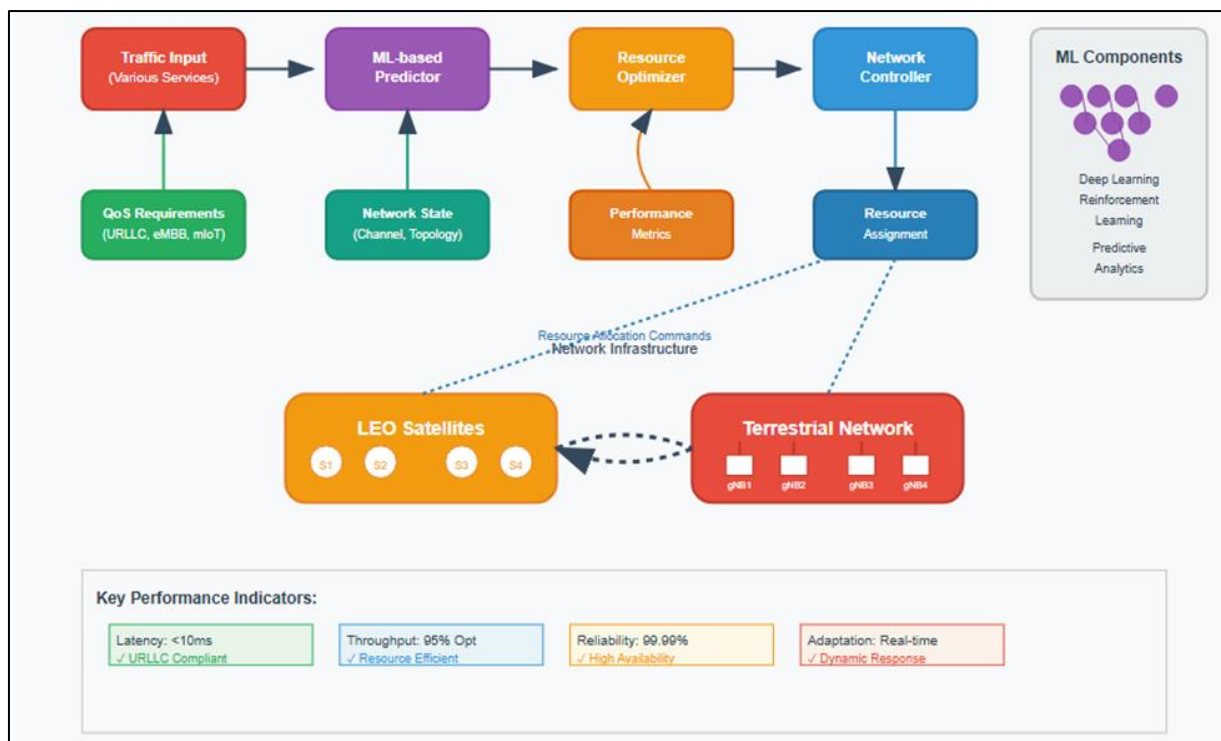 Traffic Input
(Various Services)
ML-based
Predictor
Resource
Optimizer
Network
Controller
ML Components
QoS Requirements
(URLLC, eMBB, mIoT)
Network State
(Channel, Topology)
Performance
Metrics
Resource
Assignment
Deep Learning
Reinforcement
Learning
Predictive
Analytics
Resource Allocation Commands
Network Infrastructure
LEO Satellites
S1 S2 S3 S4
Terrestrial Network
gNB1 gNB2 gNB3 gNB4
Key Performance Indicators:
Latency: <10ms
✓ URLLC Compliant
Throughput: 95% Opt
✓ Resource Efficient
Reliability: 99.99%
✓ High Availability
Adaptation: Real-time
✓ Dynamic Response